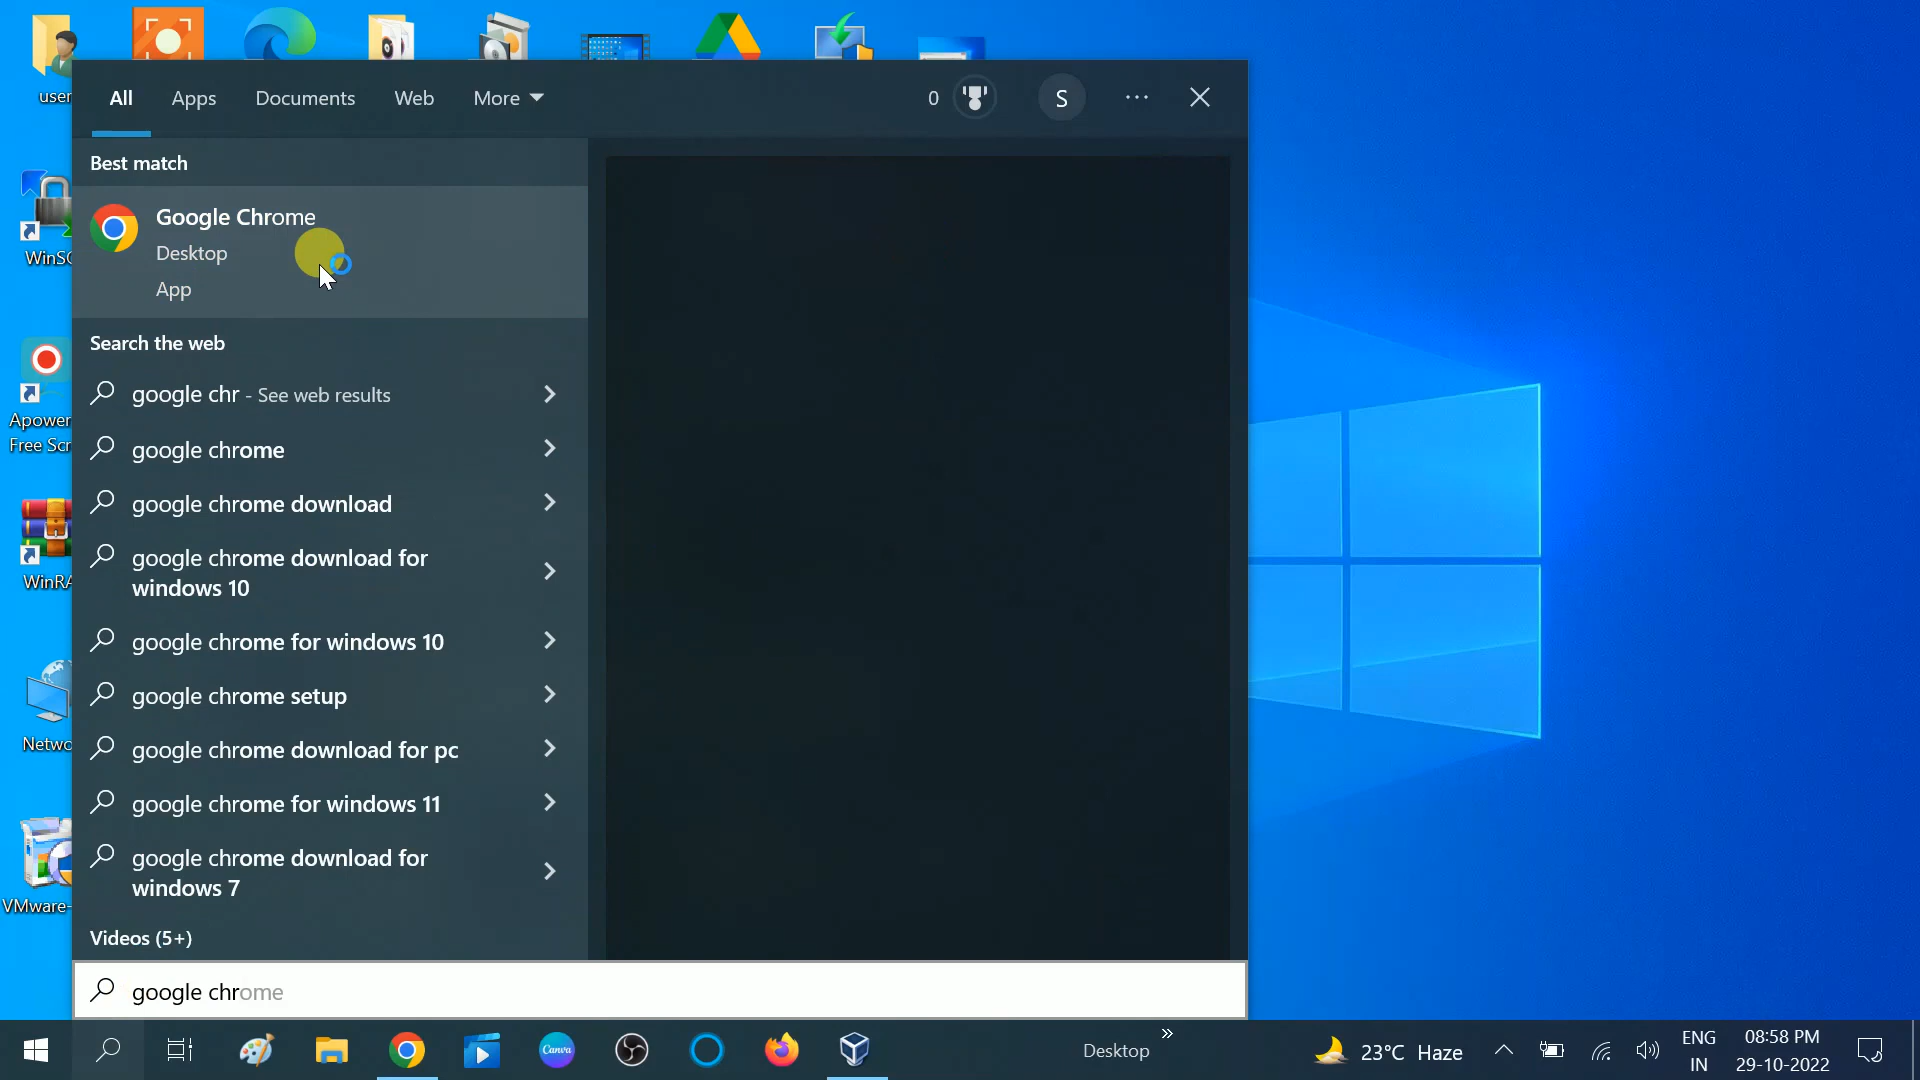 user
All Apps Documents Web More 0 S
Best match
Google Chrome
Desktop
App
Search the web
google chr - See web results
google chrome
google chrome download
google chrome download for
windows 10
google chrome for windows 10
google chrome setup
google chrome download for pc
google chrome for windows 11
google chrome download for
windows 7
Videos (5+)
google chrome
WinSC
Apower
Free Scr
WinRA
Netwo
VMware-
Canva
Desktop
23°C Haze
ENG
IN
08:58 PM
29-10-2022